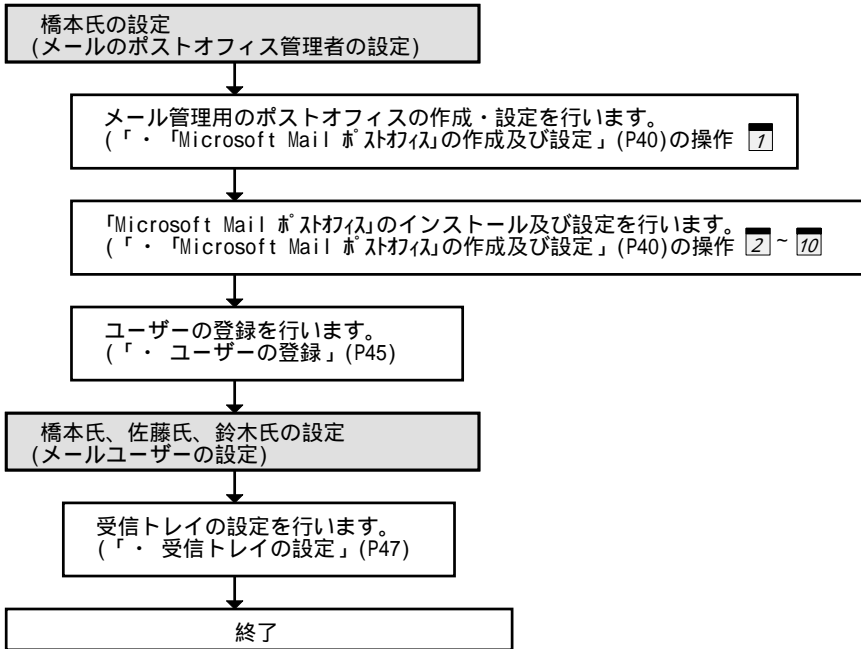 橋本氏の設定
(メールのポストオフィス管理者の設定)
メール管理用のポストオフィスの作成・設定を行います。
(「・「Microsoft Mail ﾎﾟｽﾄｵﾌｨｽ」の作成及び設定」(P40)の操作 1
「Microsoft Mail ﾎﾟｽﾄｵﾌｨｽ」のインストール及び設定を行います。
(「・「Microsoft Mail ﾎﾟｽﾄｵﾌｨｽ」の作成及び設定」(P40)の操作 2 ~ 10
ユーザーの登録を行います。
(「・ ユーザーの登録」(P45)
橋本氏、佐藤氏、鈴木氏の設定
(メールユーザーの設定)
受信トレイの設定を行います。
(「・ 受信トレイの設定」(P47)
終了